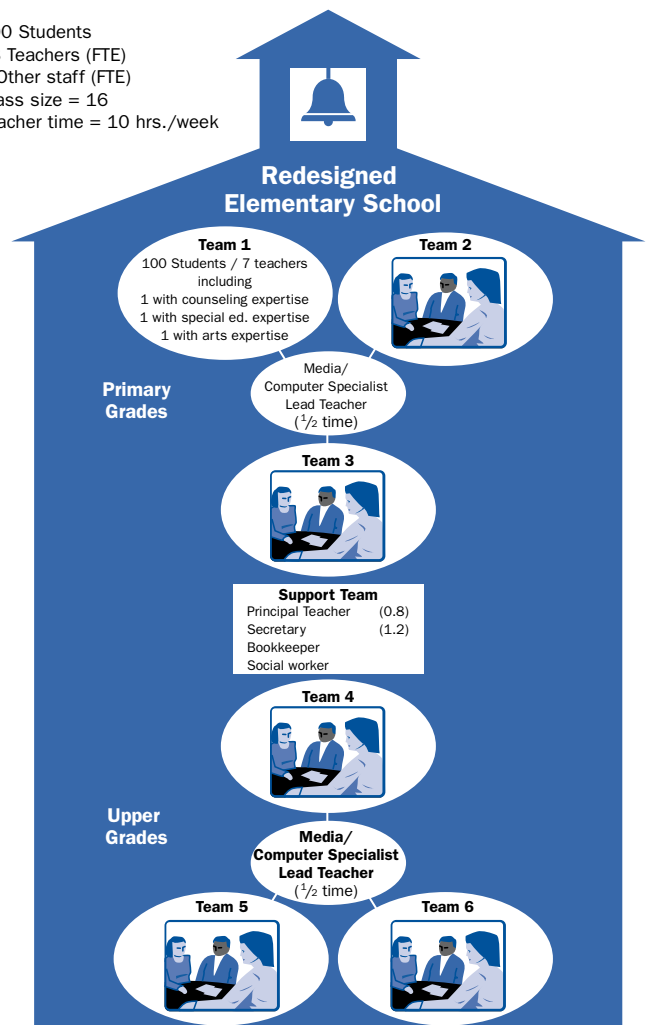 00 Students
Teachers (FTE)
Other staff (FTE)
ass size = 16
acher time = 10 hrs./week
Redesigned
Elementary School
Team 1
100 Students / 7 teachers
including
1 with counseling expertise
1 with special ed. expertise
1 with arts expertise
Team 2
Primary
Grades
Media/
Computer Specialist
Lead Teacher
(1/2 time)
Team 3
Support Team
Principal Teacher (0.8)
Secretary (1.2)
Bookkeeper
Social worker
Team 4
Upper
Grades
Media/
Computer Specialist
Lead Teacher
(1/2 time)
Team 5
Team 6